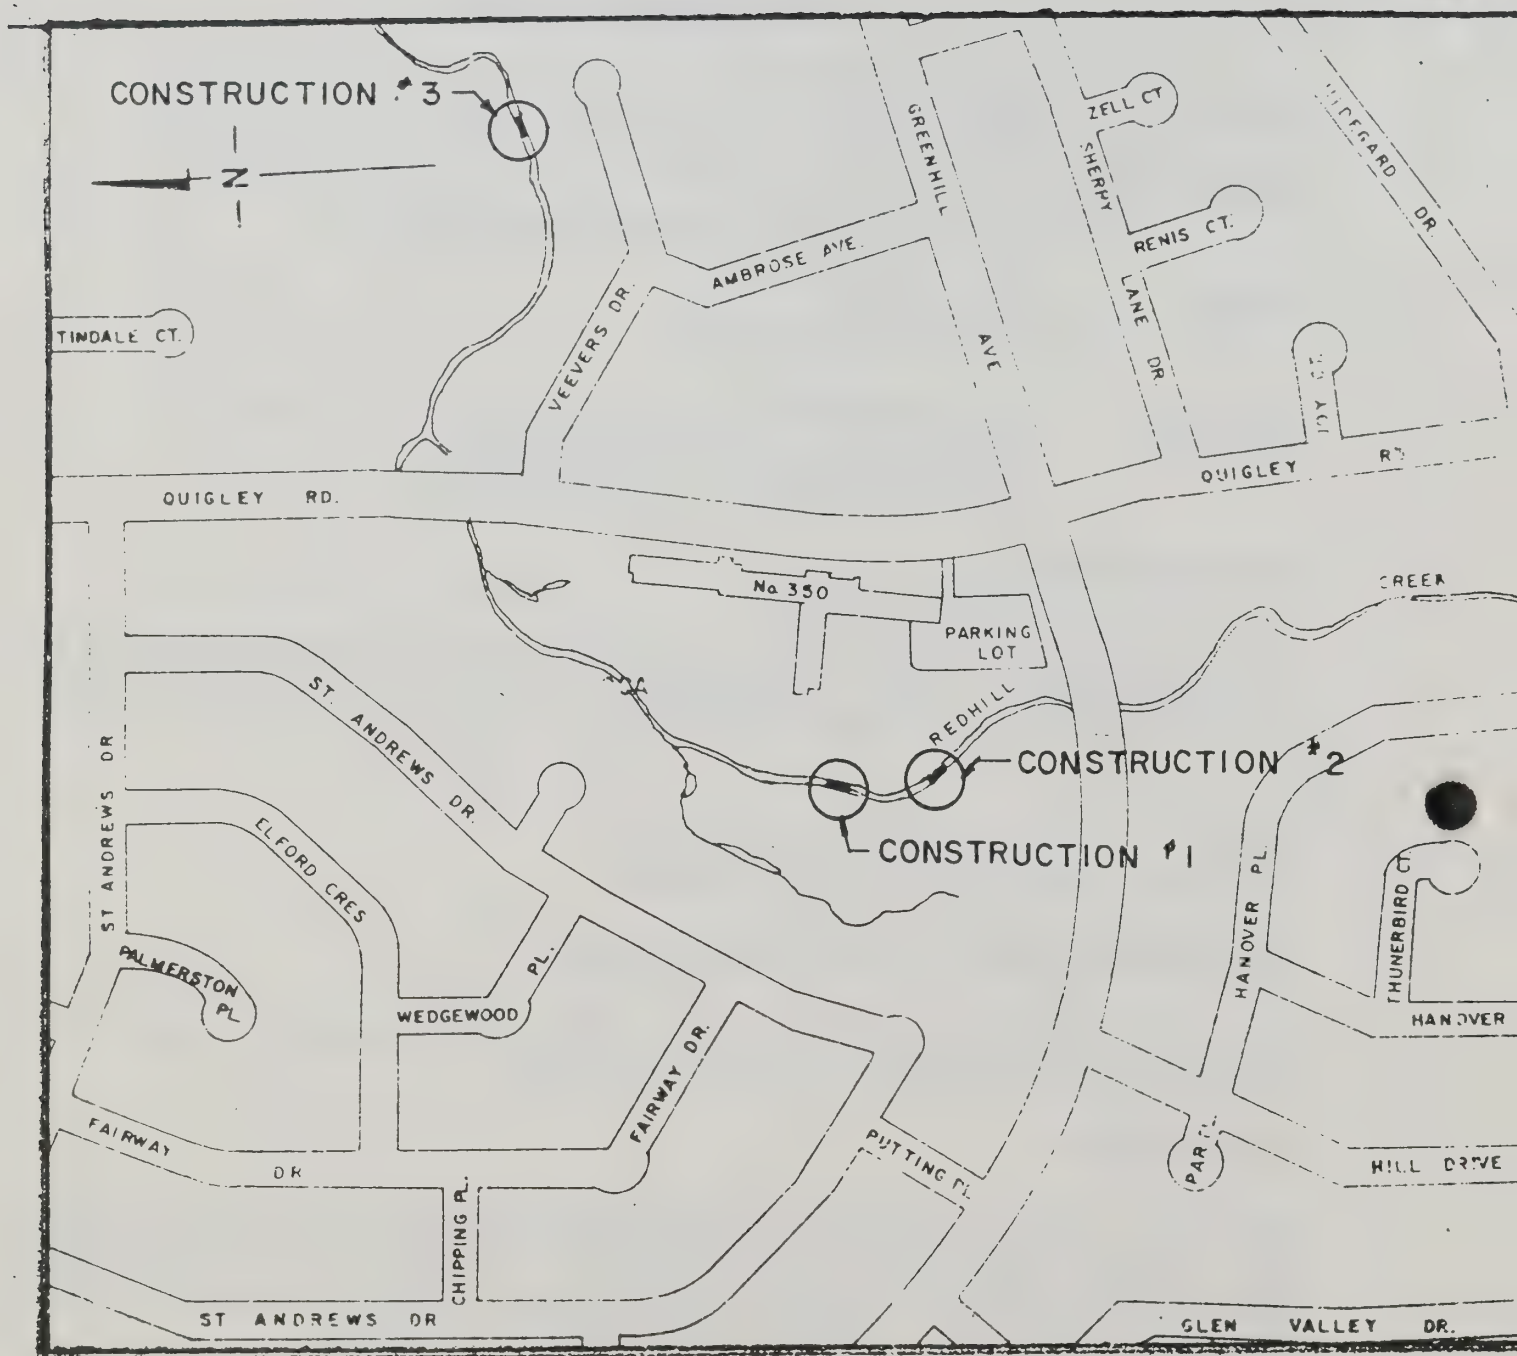 CONSTRUCTION #3
N
ZELL CT
GREENHILL
AVE
SHERRY
LANE DR.
DR.
RENIS CT.
AMBROSE AVE.
TINDALE CT.
VEEVERS DR.
QUIGLEY RD.
QUIGLEY RD
No 350
PARKING
LOT
CREEK
REDHILL
CONSTRUCTION #2
CONSTRUCTION #1
ST. ANDREWS DR.
ST ANDREWS DR
ELFORD CRES
PALMERSTON
PL.
WEDGEWOOD
PL.
FAIRWAY DR.
FAIRWAY
DR
CHIPPING PL.
PUTTING PL.
HANOVER PL.
THUNERBIRD CT.
HANOVER
PAR PL.
HILL DRIVE
ST ANDREWS DR
GLEN VALLEY DR.